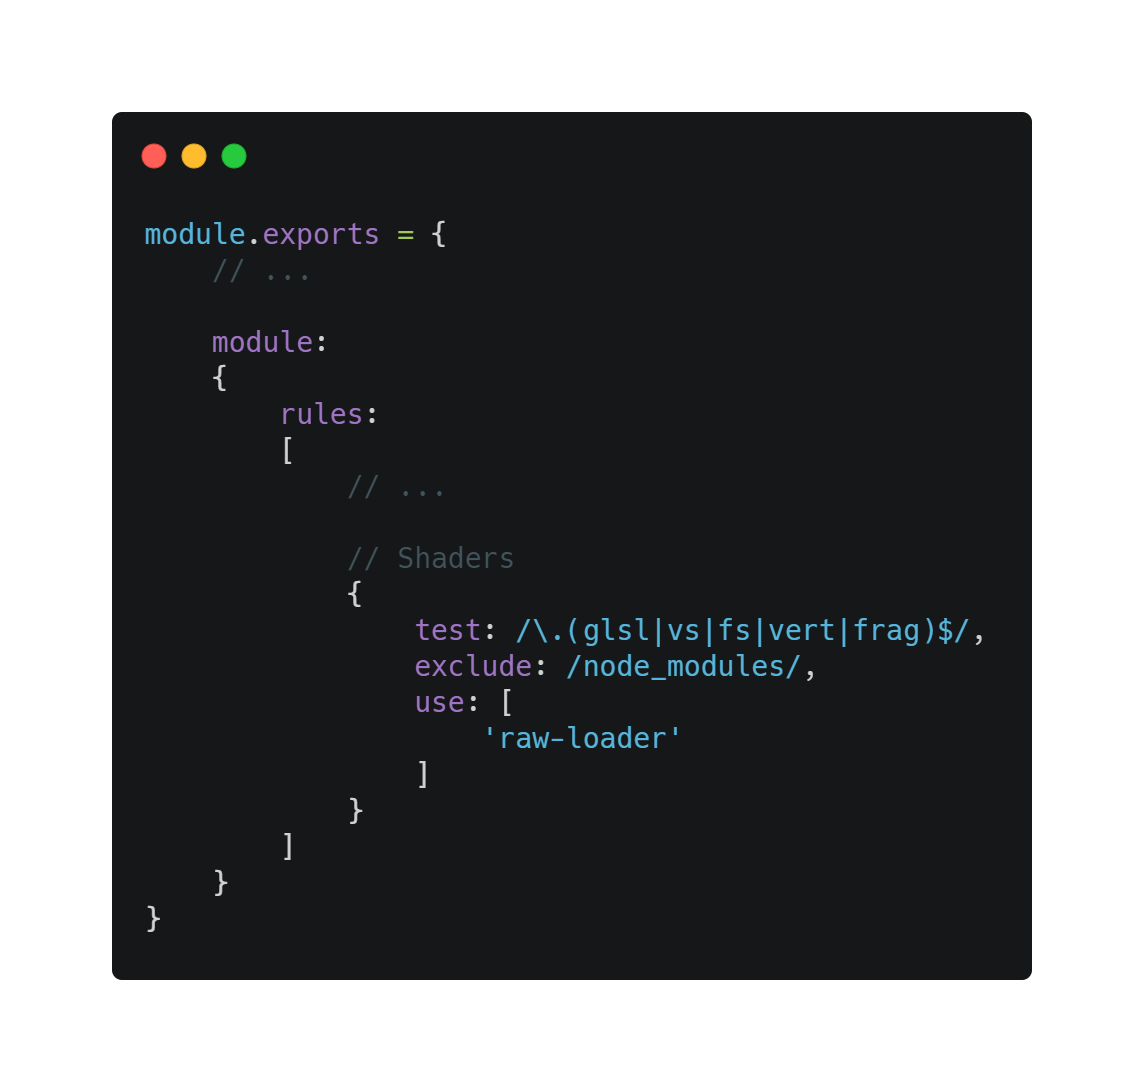 module.exports = {
    // ...

    module:
    {
        rules:
        [
            // ...

            // Shaders
            {
                test: /\.(glsl|vs|fs|vert|frag)$/,
                exclude: /node_modules/,
                use: [
                    'raw-loader'
                ]
            }
        ]
    }
}